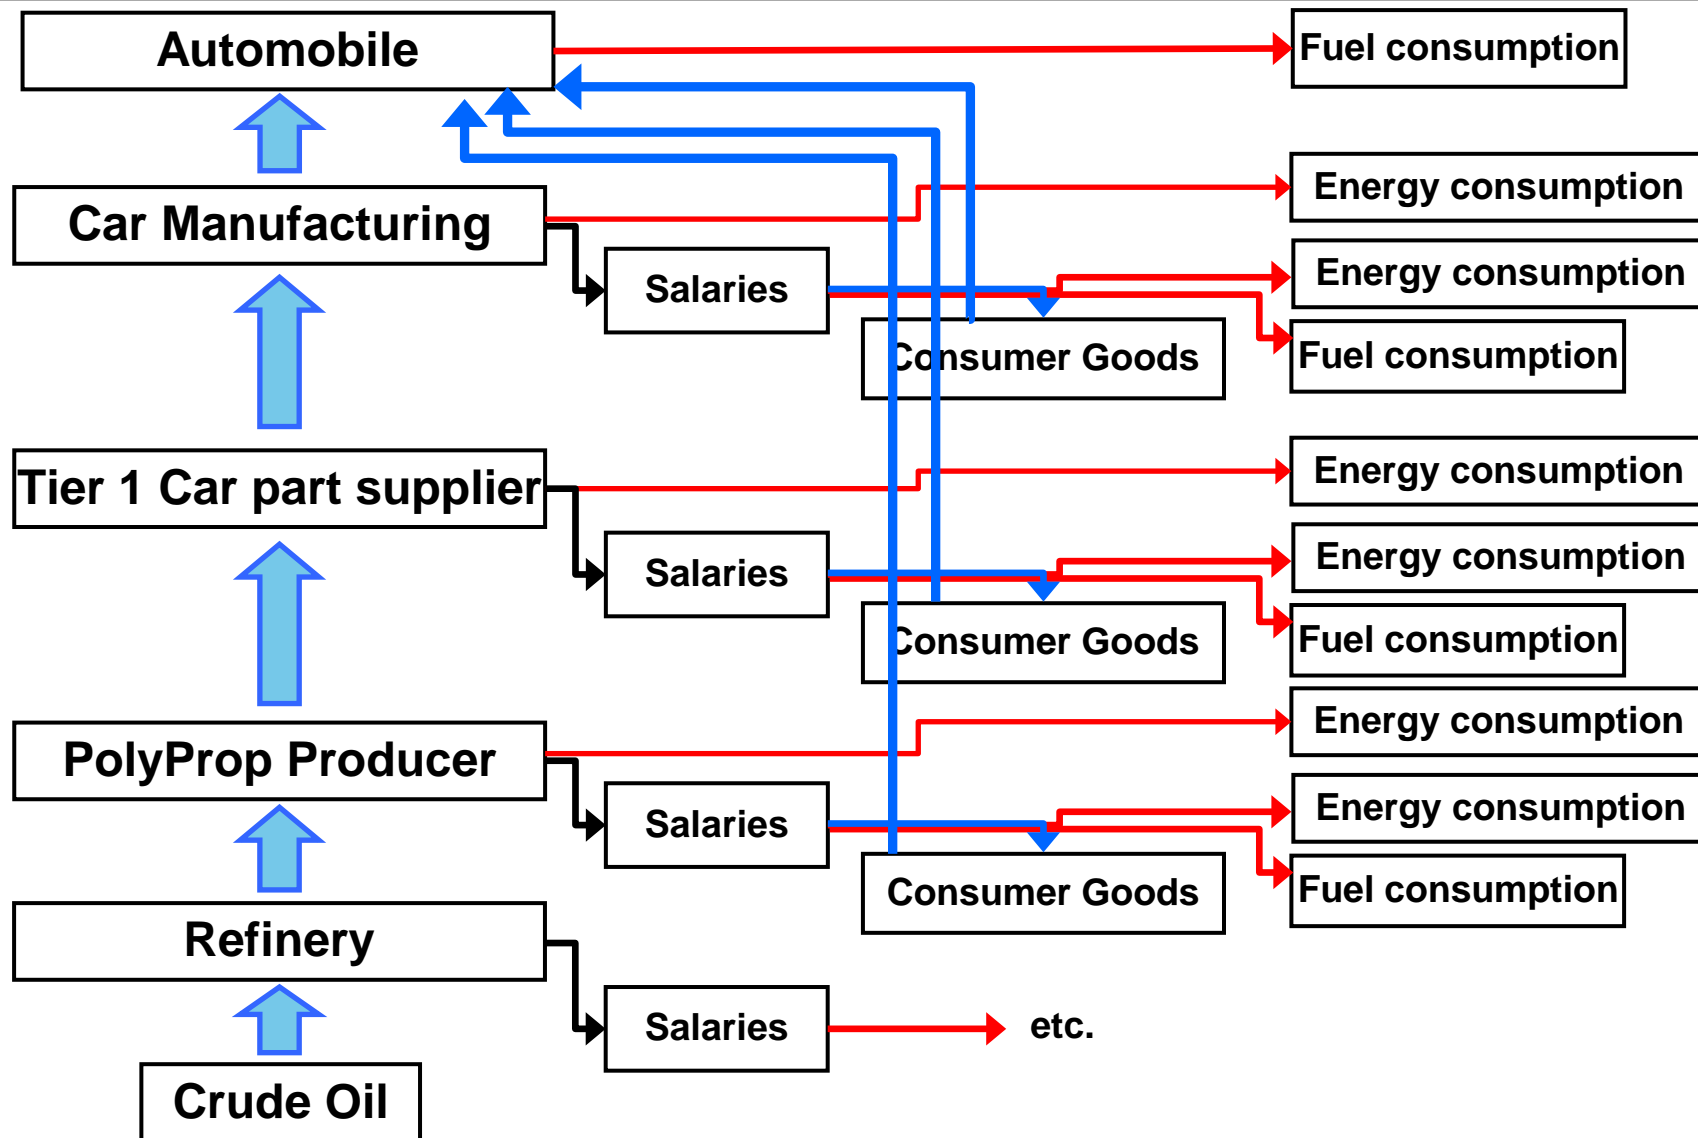 Automobile
Fuel consumption
Car Manufacturing
Energy consumption
Salaries
Energy consumption
Consumer Goods
Fuel consumption
Tier 1 Car part supplier
Energy consumption
Salaries
Energy consumption
Consumer Goods
Fuel consumption
PolyProp Producer
Energy consumption
Salaries
Energy consumption
Consumer Goods
Fuel consumption
Refinery
Salaries
etc.
Crude Oil